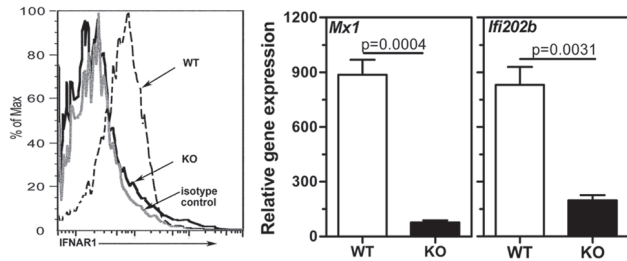 100
80
60
40
20
0
% of Max
WT
KO
isotype
control
IFNAR1
Relative gene expression
1200
900
600
300
0
Mx1
p=0.0004
WT
KO
Ifi202b
p=0.0031
WT
KO